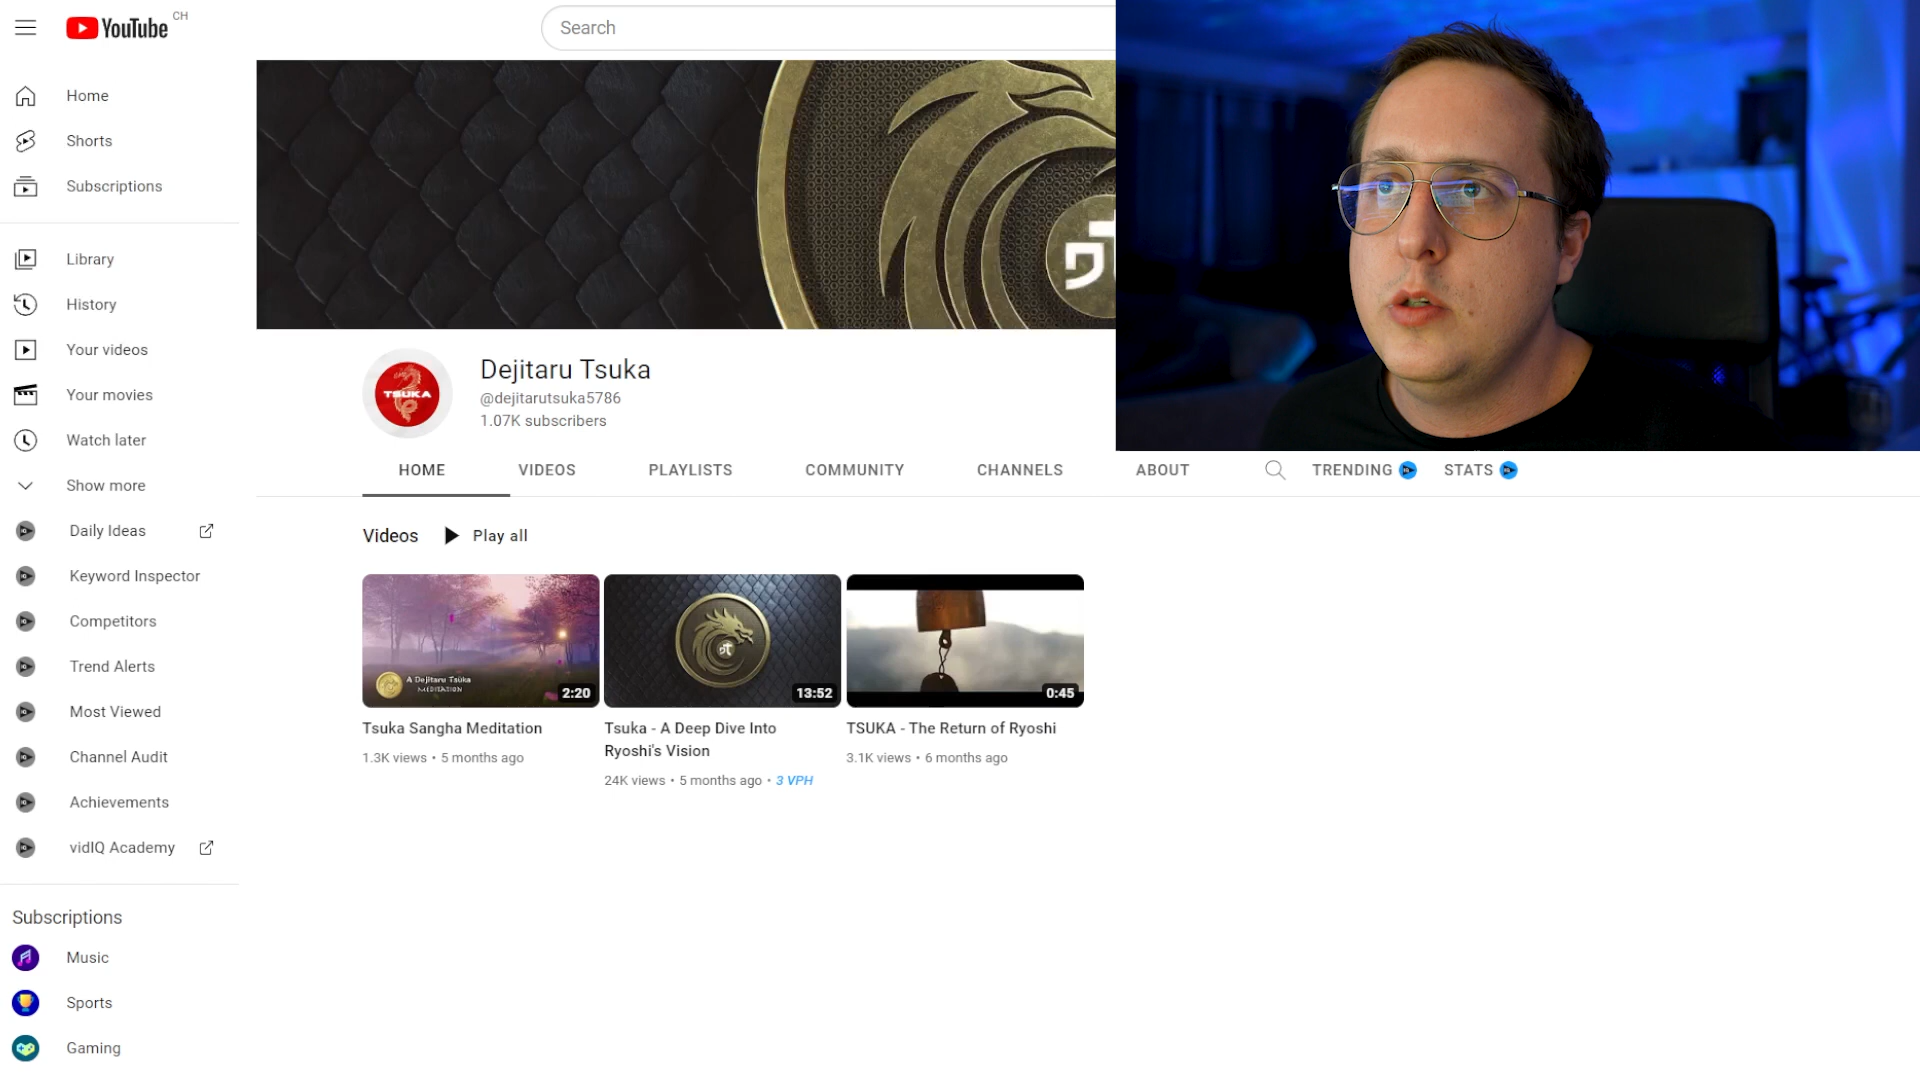 YouTube CH
Search
Home
Shorts
Subscriptions
Library
History
Your videos
Your movies
Watch later
Show more
Daily Ideas
Keyword Inspector
Competitors
Trend Alerts
Most Viewed
Channel Audit
Achievements
vidIQ Academy
Subscriptions
Music
Sports
Gaming
TSUKA
Dejitaru Tsuka
@dejitarutsuka5786
1.07K subscribers
HOME VIDEOS PLAYLISTS COMMUNITY CHANNELS ABOUT TRENDING STATS
Videos Play all
A Dejitaru Tsuka
MEDITATION
2:20
13:52
0:45
Tsuka Sangha Meditation
1.3K views • 5 months ago
Tsuka - A Deep Dive Into
Ryoshi's Vision
24K views • 5 months ago • 3 VPH
TSUKA - The Return of Ryoshi
3.1K views • 6 months ago